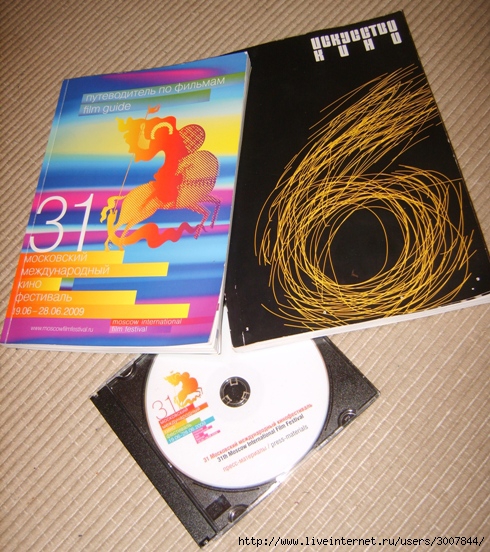 путеводитель по фильмам
film guide
31
московский
международный
кино
фестиваль
19.06 - 28.06.2009
moscow international
film festival
www.moscowfilmfestival.ru
ИСКУССТВО
КИНО
6
31
31 Московский международный кинофестиваль
31th Moscow International Film Festival
пресс материалы / press-materials
http://www.liveinternet.ru/users/3007844/